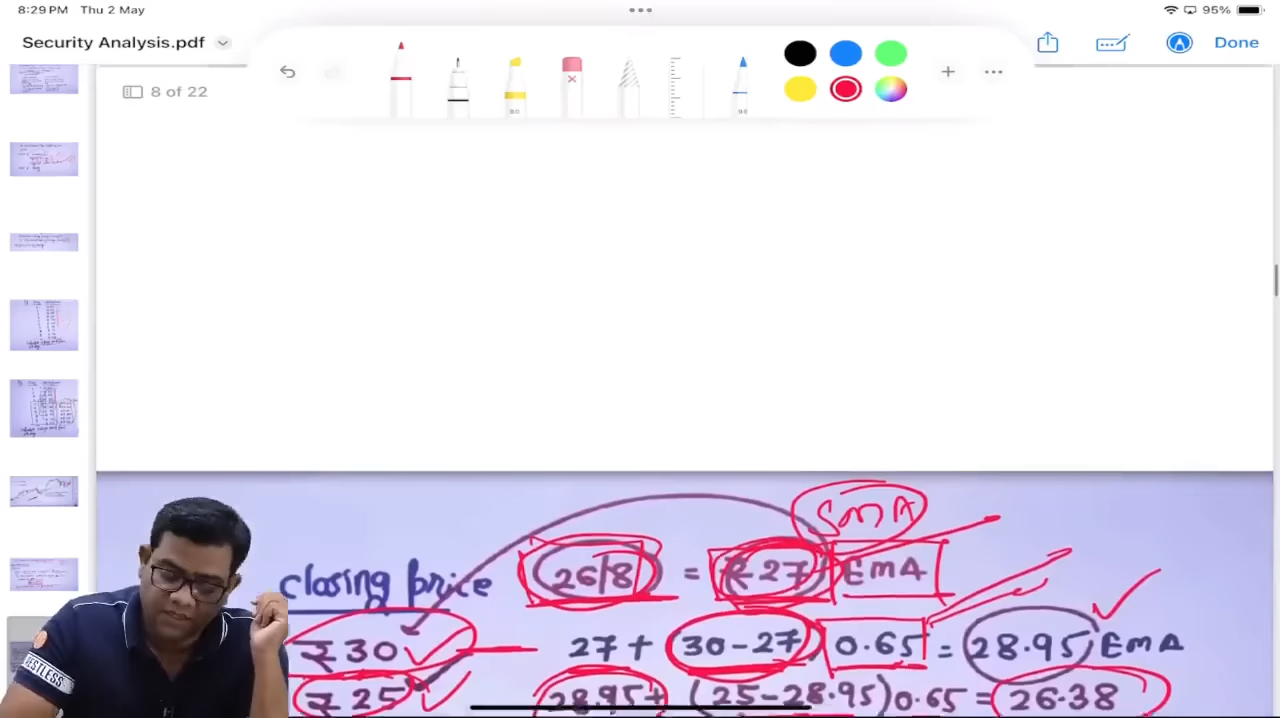 8:29 PM Thu 2 May
95%
Security Analysis.pdf
Done
8 of 22
SMA
closing price 26/8 = ₹27 EMA
₹30 27 + 30-27 0.65 = 28.95 EMA
₹25 28.95+ (25-28.95)0.65 = 26.38
RESTLESS